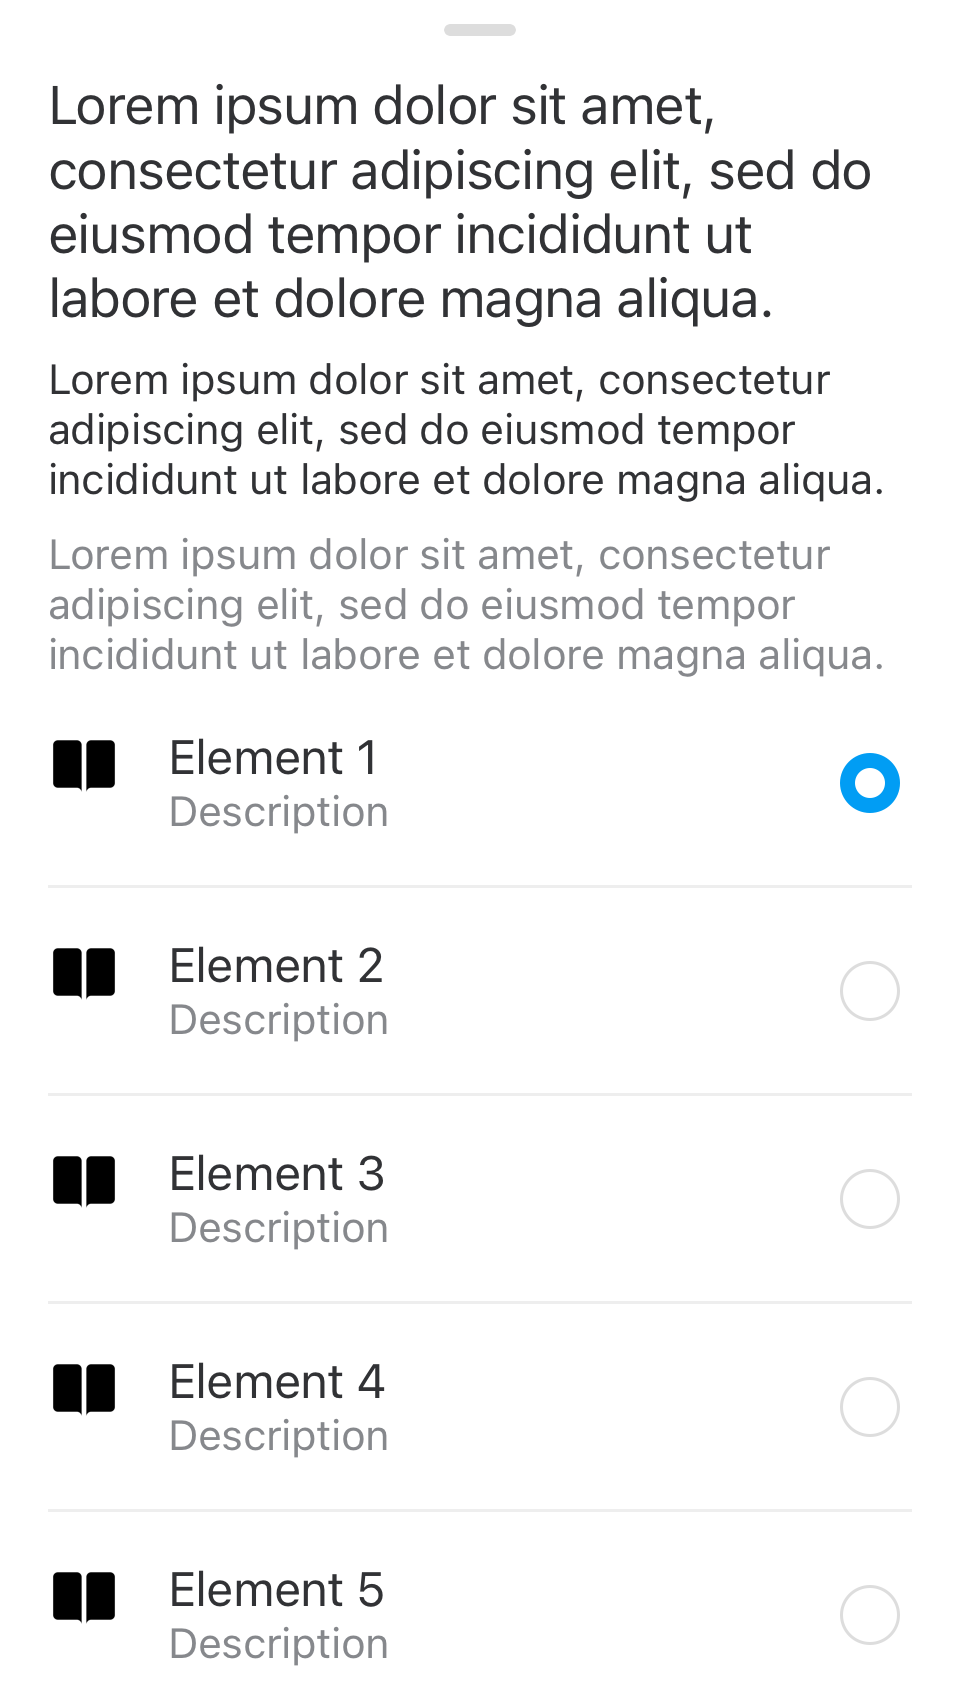 Lorem ipsum dolor sit amet,
consectetur adipiscing elit, sed do
eiusmod tempor incididunt ut
labore et dolore magna aliqua.
Lorem ipsum dolor sit amet, consectetur
adipiscing elit, sed do eiusmod tempor
incididunt ut labore et dolore magna aliqua.
Lorem ipsum dolor sit amet, consectetur
adipiscing elit, sed do eiusmod tempor
incididunt ut labore et dolore magna aliqua.
Element 1
Description
Element 2
Description
Element 3
Description
Element 4
Description
Element 5
Description